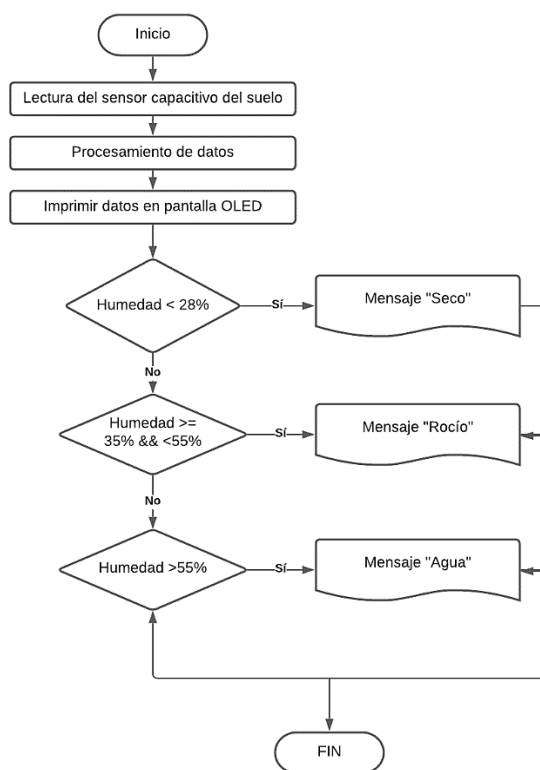 Inicio
Lectura del sensor capacitivo del suelo
Procesamiento de datos
Imprimir datos en pantalla OLED
Humedad < 28%
Sí
Mensaje "Seco"
No
Humedad >=
35% && <55%
Sí
Mensaje "Rocío"
No
Humedad >55%
Sí
Mensaje "Agua"
FIN